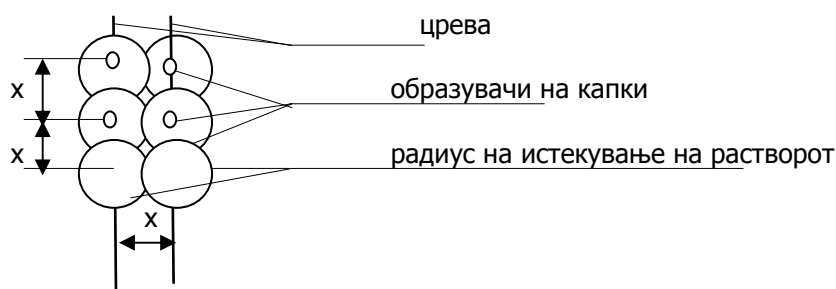 црева
x
образувачи на капки
x
радиус на истекување на растворот
x